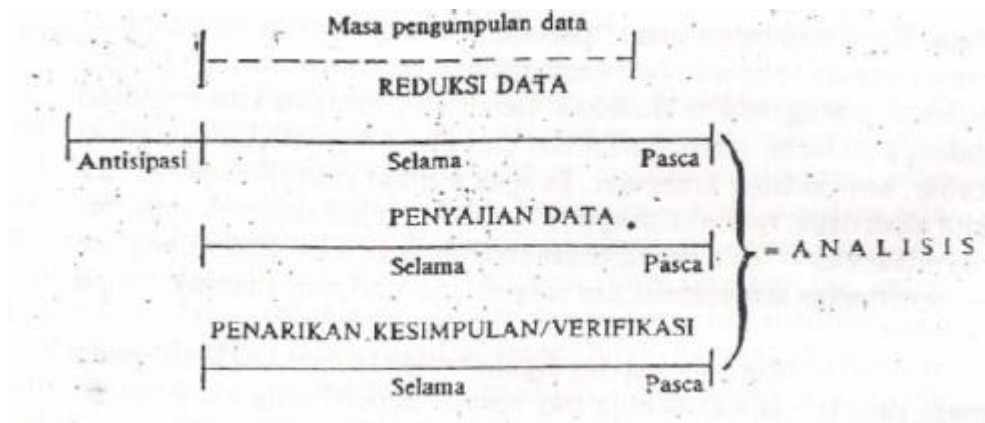 Masa pengumpulan data
REDUKSI DATA
Antisipasi Selama Pasca
PENYAJIAN DATA
Selama Pasca
= ANALISIS
PENARIKAN KESIMPULAN/VERIFIKASI
Selama Pasca